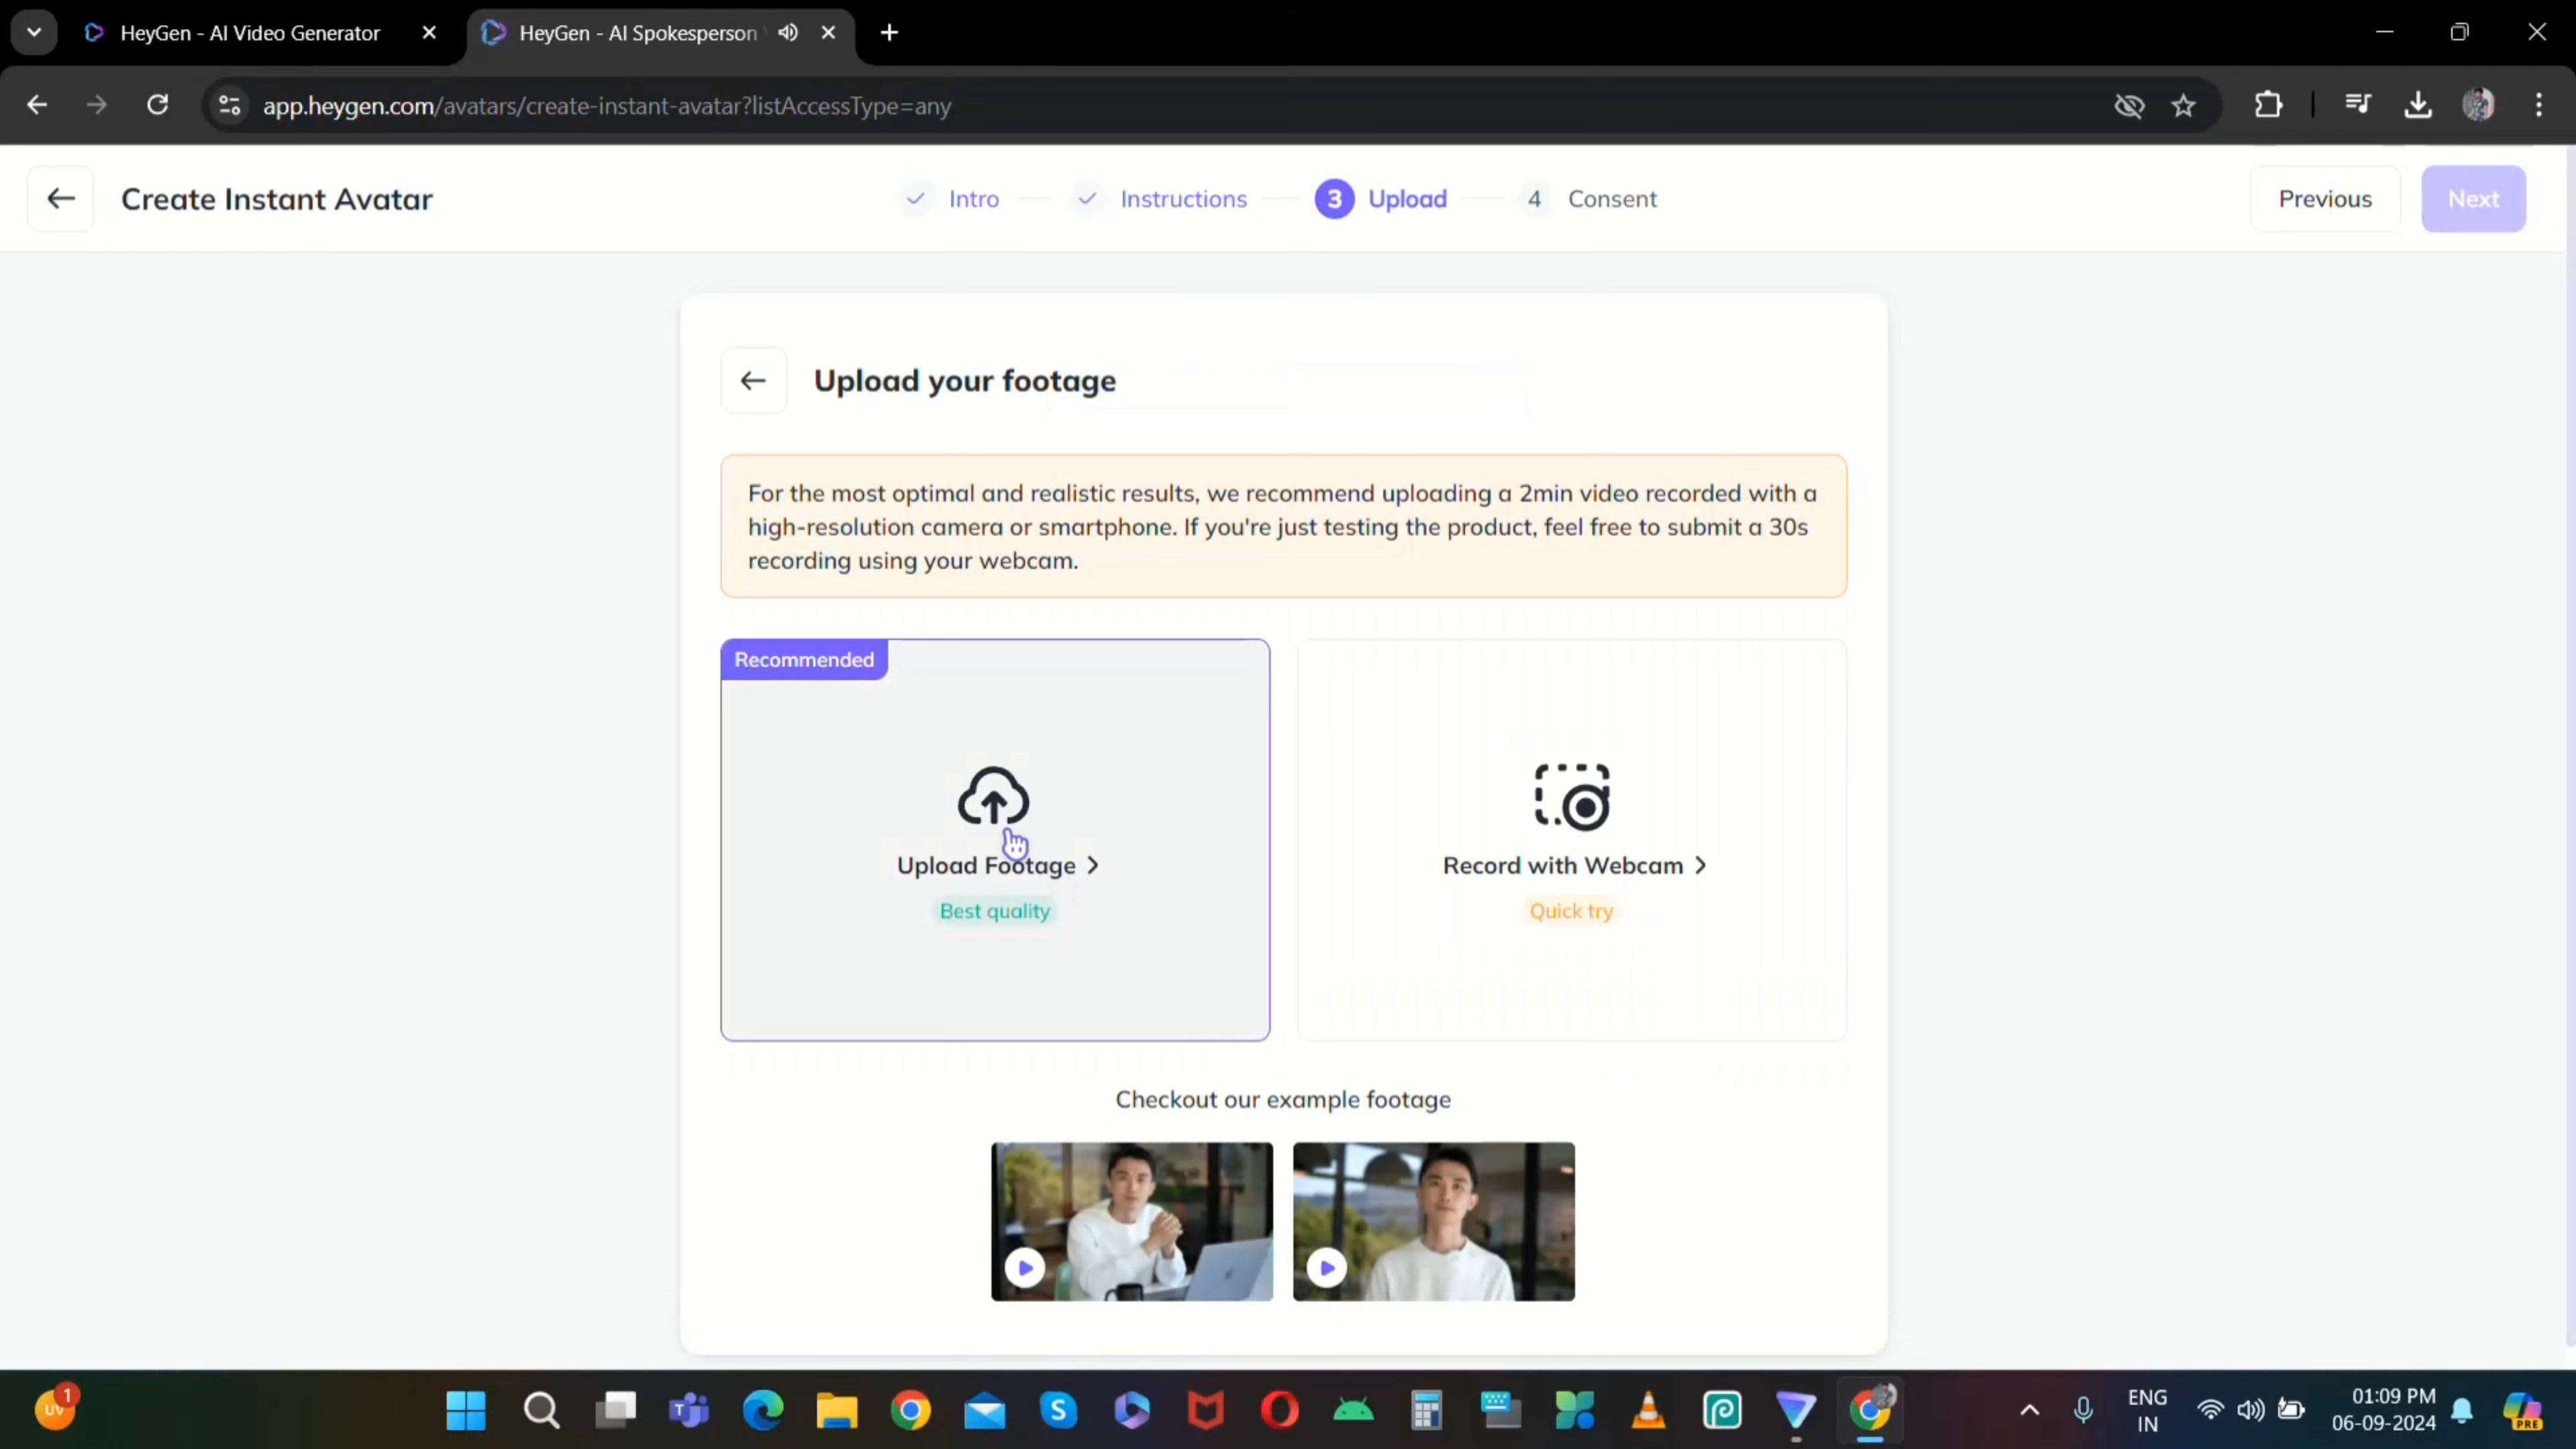 HeyGen - AI Video Generator
HeyGen - AI Spokesperson
app.heygen.com/avatars/create-instant-avatar?listAccessType=any
Create Instant Avatar
Intro
Instructions
3 Upload
4 Consent
Previous
Next
Upload your footage
For the most optimal and realistic results, we recommend uploading a 2min video recorded with a
high-resolution camera or smartphone. If you're just testing the product, feel free to submit a 30s
recording using your webcam.
Recommended
Upload Footage
Best quality
Record with Webcam
Quick try
Checkout our example footage
UV
1
T
S
ENG
IN
01:09 PM
06-09-2024
PRE